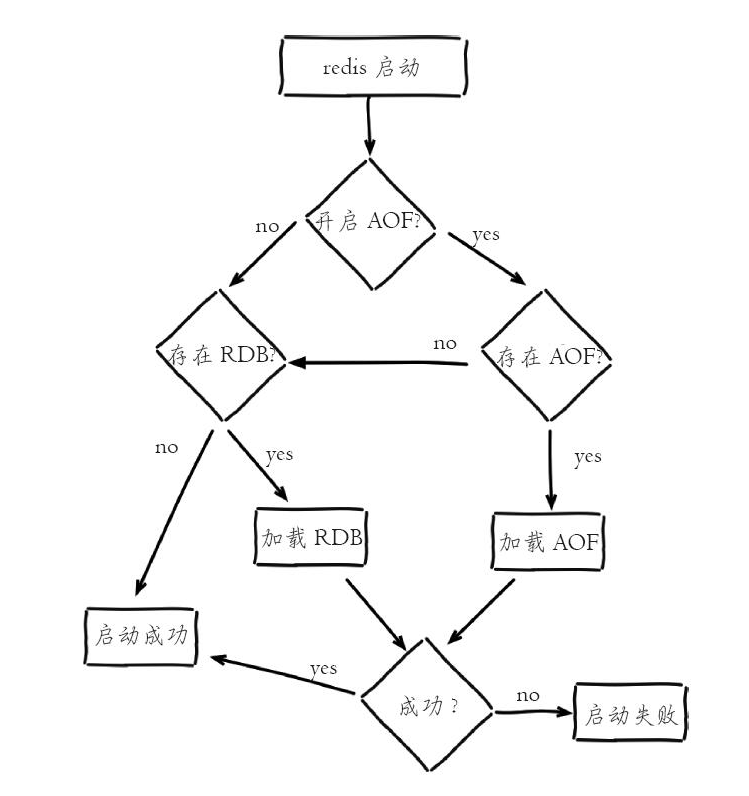 redis 启动
开启 AOF?
no
yes
存在 RDB?
no
存在 AOF?
no
yes
yes
加载 RDB
加载 AOF
启动成功
yes
成功?
no
启动失败